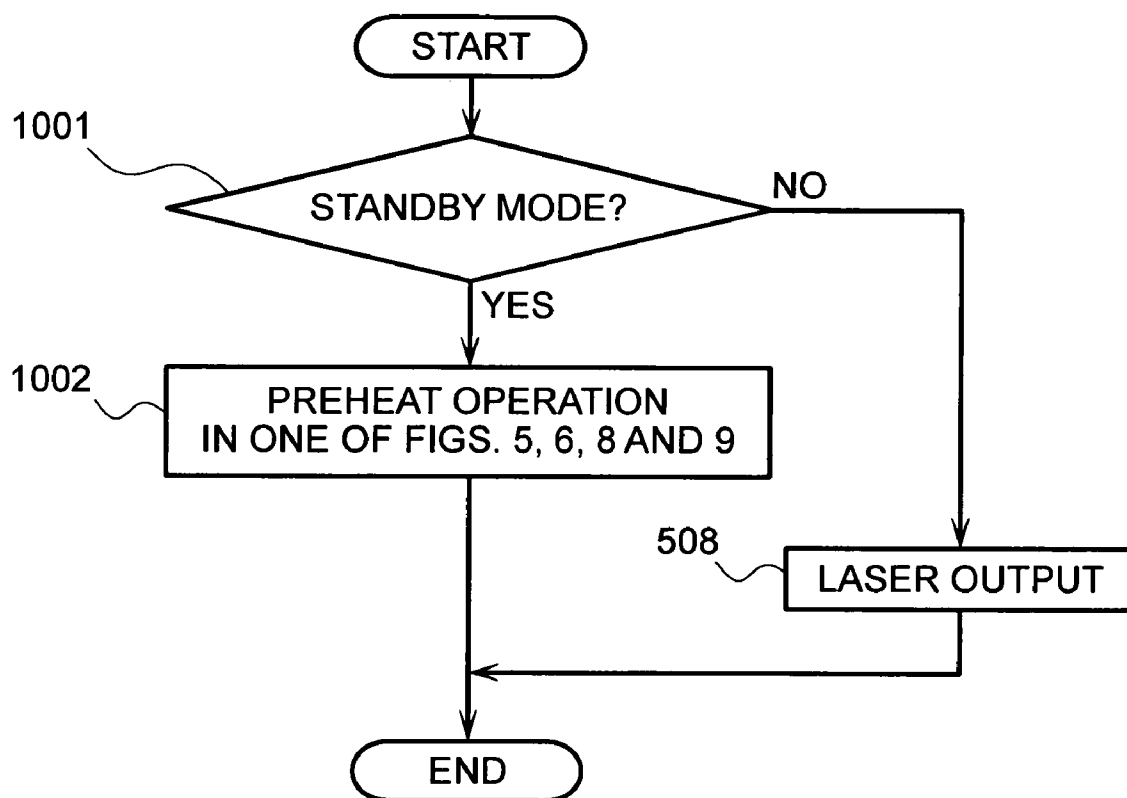 START
1001
STANDBY MODE?
NO
YES
1002
PREHEAT OPERATION
IN ONE OF FIGS. 5, 6, 8 AND 9
508
LASER OUTPUT
END